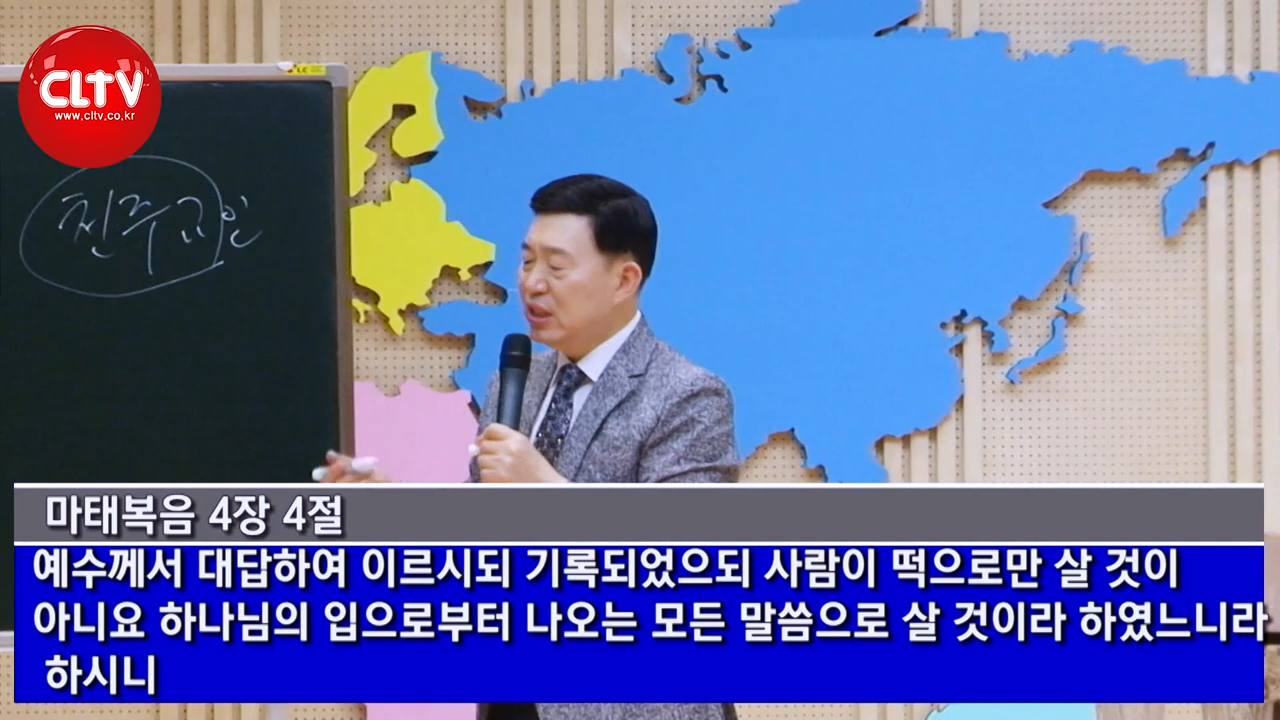 CLTV
www.cltv.co.kr
마태복음 4장 4절
예수께서 대답하여 이르시되 기록되었으되 사람이 떡으로만 살 것이
아니요 하나님의 입으로부터 나오는 모든 말씀으로 살 것이라 하였느니라
하시니